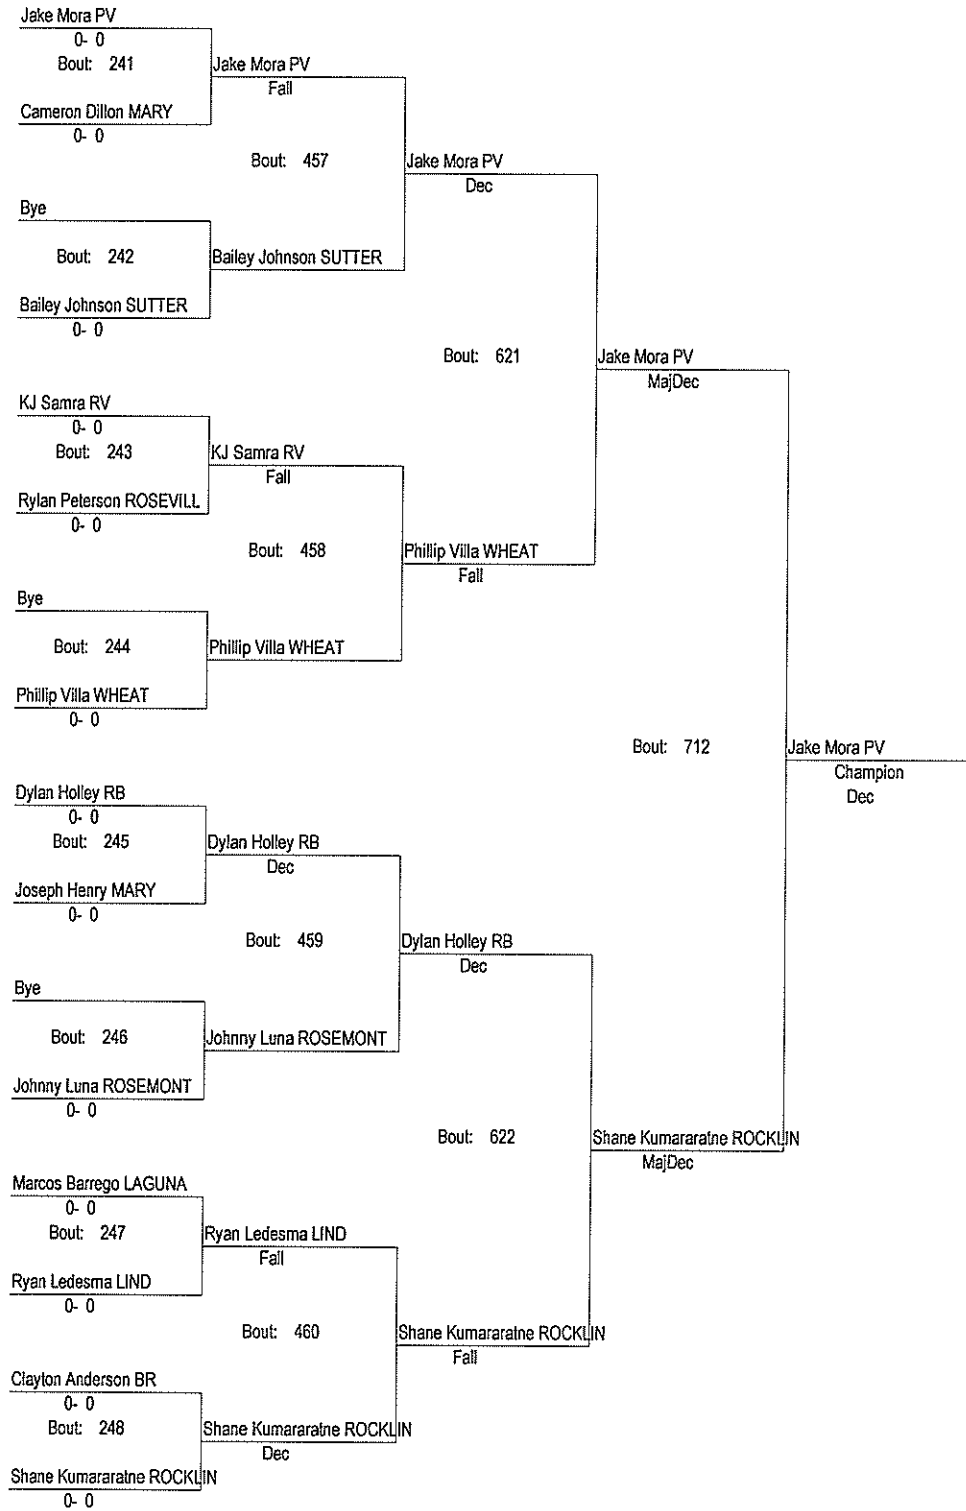 Jake Mora PV
0- 0
Bout: 241
Jake Mora PV
Fall
Cameron Dillon MARY
0- 0
Bout: 457
Jake Mora PV
Dec
Bye
Bout: 242
Bailey Johnson SUTTER
Bailey Johnson SUTTER
0- 0
Bout: 621
Jake Mora PV
MajDec
KJ Samra RV
0- 0
Bout: 243
KJ Samra RV
Fall
Rylan Peterson ROSEVILL
0- 0
Bout: 458
Phillip Villa WHEAT
Fall
Bye
Bout: 244
Phillip Villa WHEAT
Phillip Villa WHEAT
0- 0
Bout: 712
Jake Mora PV
Champion
Dec
Dylan Holley RB
0- 0
Bout: 245
Dylan Holley RB
Dec
Joseph Henry MARY
0- 0
Bout: 459
Dylan Holley RB
Dec
Bye
Bout: 246
Johnny Luna ROSEMONT
Johnny Luna ROSEMONT
0- 0
Bout: 622
Shane Kumararatne ROCKLIN
MajDec
Marcos Barrego LAGUNA
0- 0
Bout: 247
Ryan Ledesma LIND
Fall
Ryan Ledesma LIND
0- 0
Bout: 460
Shane Kumararatne ROCKLIN
Fall
Clayton Anderson BR
0- 0
Bout: 248
Shane Kumararatne ROCKLIN
Dec
Shane Kumararatne ROCKLIN
0- 0